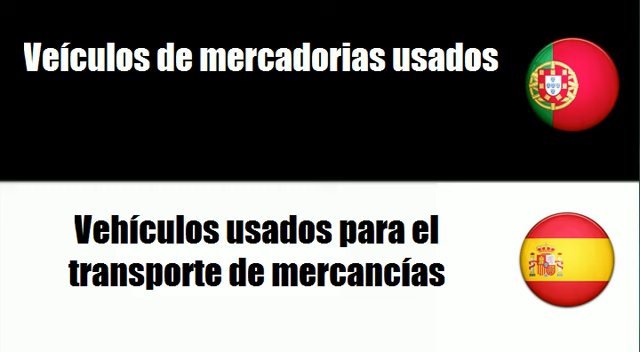 Veículos de mercadorias usados
Vehículos usados para el
transporte de mercancías